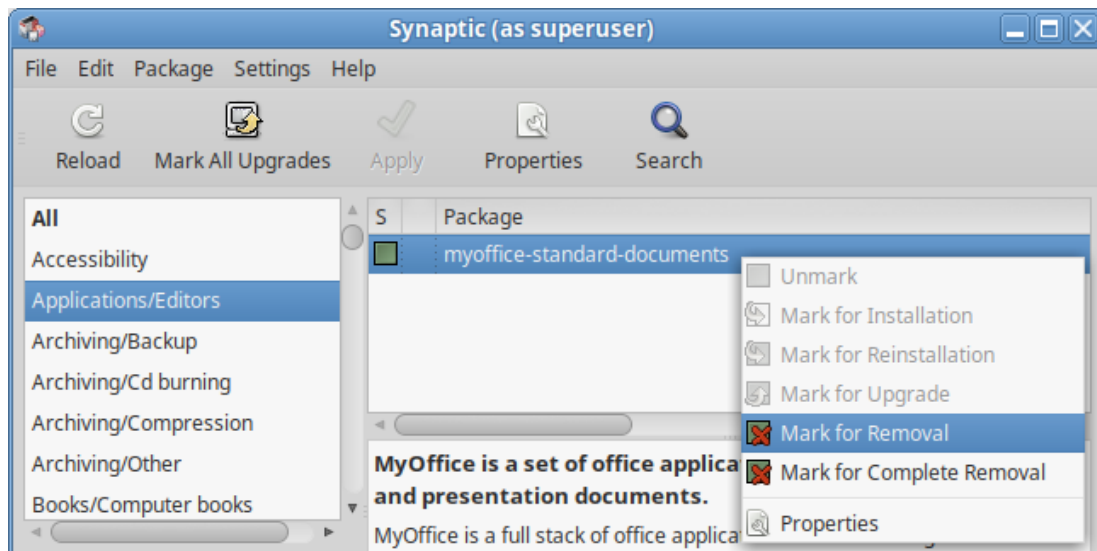 Synaptic (as superuser)
File Edit Package Settings Help
Reload Mark All Upgrades Apply Properties Search
All
Accessibility
Applications/Editors
Archiving/Backup
Archiving/Cd burning
Archiving/Compression
Archiving/Other
Books/Computer books
S Package
myoffice-standard-documents
Unmark
Mark for Installation
Mark for Reinstallation
Mark for Upgrade
Mark for Removal
Mark for Complete Removal
Properties
MyOffice is a set of office applica
and presentation documents.
MyOffice is a full stack of office applica